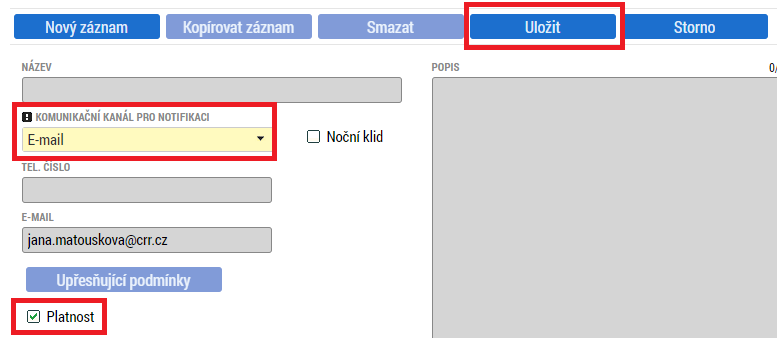 Nový záznam
Kopírovat záznam
Smazat
Uložit
Storno
NÁZEV
POPIS
0/
KOMUNIKAČNÍ KANÁL PRO NOTIFIKACI
E-mail
Noční klid
TEL. ČÍSLO
E-MAIL
jana.matouskova@crr.cz
Upřesňující podmínky
Platnost